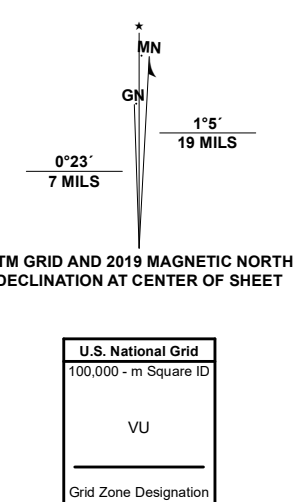 MN
GN
1°5´
19 MILS
0°23´
7 MILS
TM GRID AND 2019 MAGNETIC NORTH
DECLINATION AT CENTER OF SHEET
U.S. National Grid
100,000 - m Square ID
VU
Grid Zone Designation